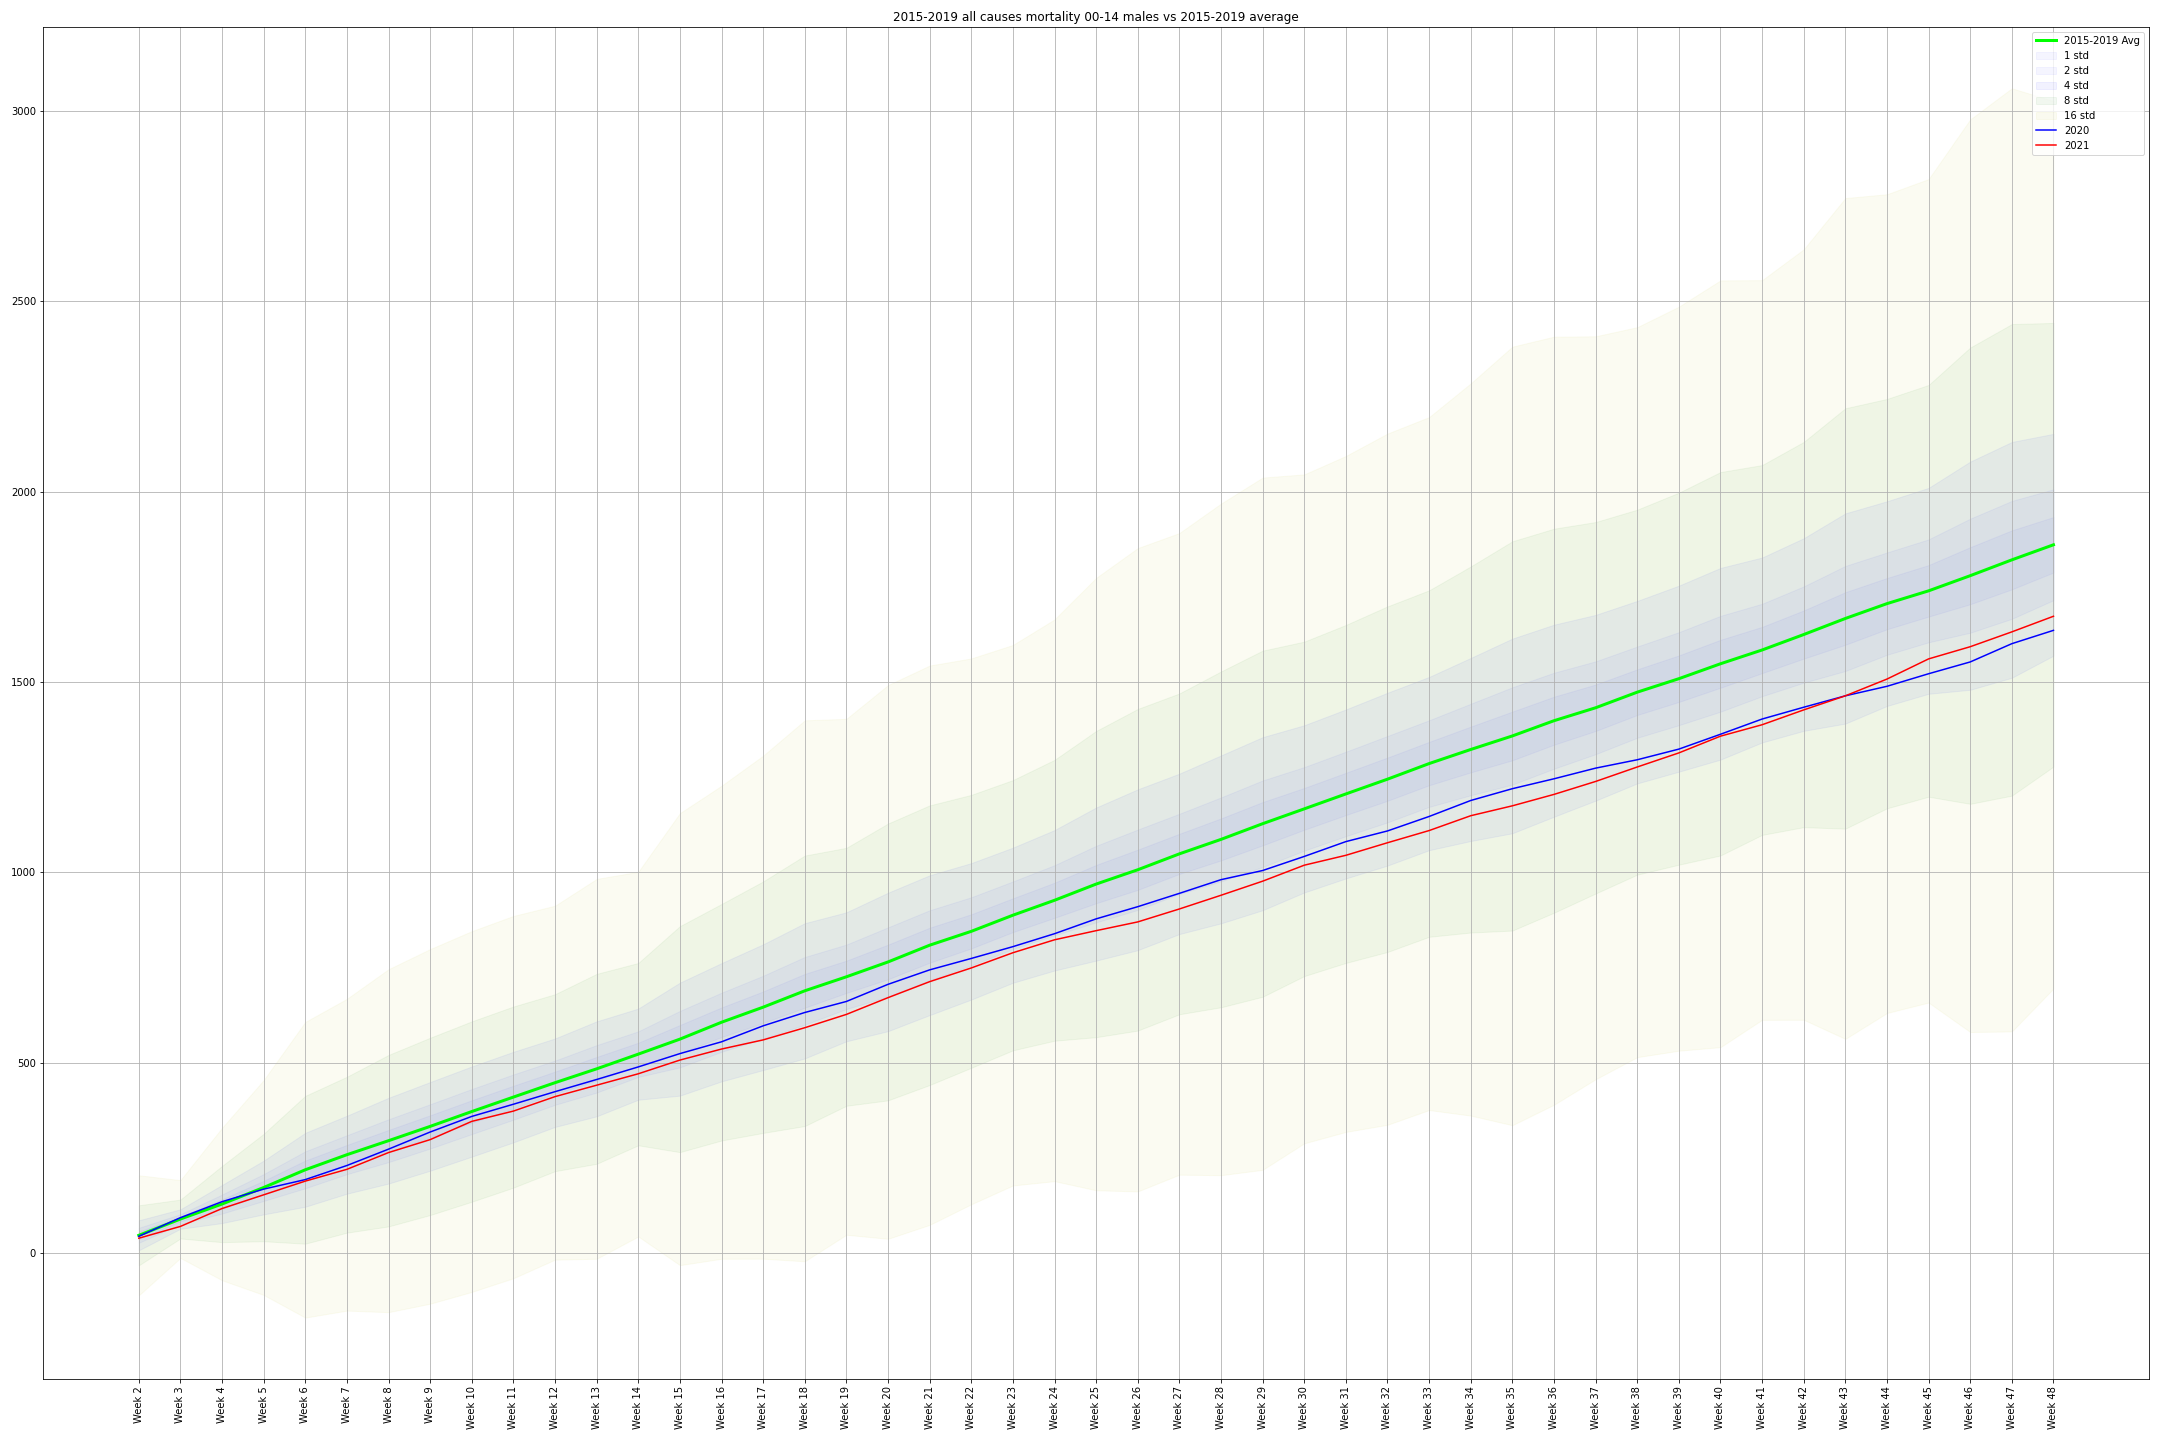 2015-2019 all causes mortality 00-14 males vs 2015-2019 average
2015-2019 Avg
1 std
2 std
4 std
8 std
16 std
2020
2021
3000
2500
2000
1500
1000
500
0
Week 2
Week 3
Week 4
Week 5
Week 6
Week 7
Week 8
Week 9
Week 10
Week 11
Week 12
Week 13
Week 14
Week 15
Week 16
Week 17
Week 18
Week 19
Week 20
Week 21
Week 22
Week 23
Week 24
Week 25
Week 26
Week 27
Week 28
Week 29
Week 30
Week 31
Week 32
Week 33
Week 34
Week 35
Week 36
Week 37
Week 38
Week 39
Week 40
Week 41
Week 42
Week 43
Week 44
Week 45
Week 46
Week 47
Week 48